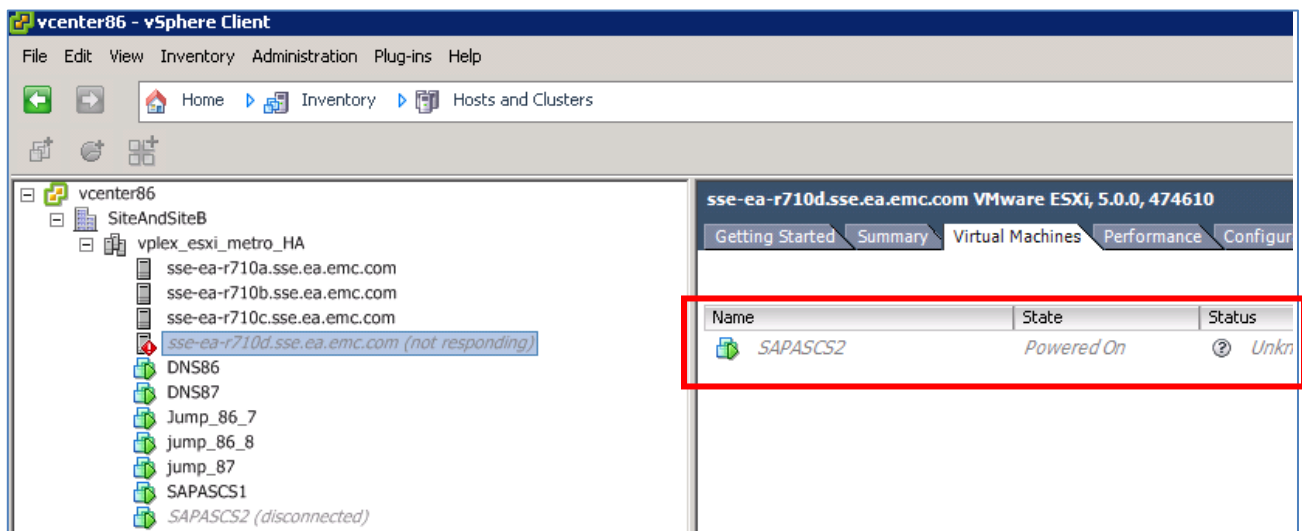 vcenter86 - vSphere Client
File Edit View Inventory Administration Plug-ins Help
Home Inventory Hosts and Clusters
vcenter86
SiteAndSiteB
vplex_esxi_metro_HA
sse-ea-r710a.sse.ea.emc.com
sse-ea-r710b.sse.ea.emc.com
sse-ea-r710c.sse.ea.emc.com
sse-ea-r710d.sse.ea.emc.com (not responding)
DNS86
DNS87
Jump_86_7
jump_86_8
jump_87
SAPASCS1
SAPASCS2 (disconnected)
sse-ea-r710d.sse.ea.emc.com VMware ESXi, 5.0.0, 474610
Getting Started Summary Virtual Machines Performance Configur
Name State Status
SAPASCS2 Powered On Unkn